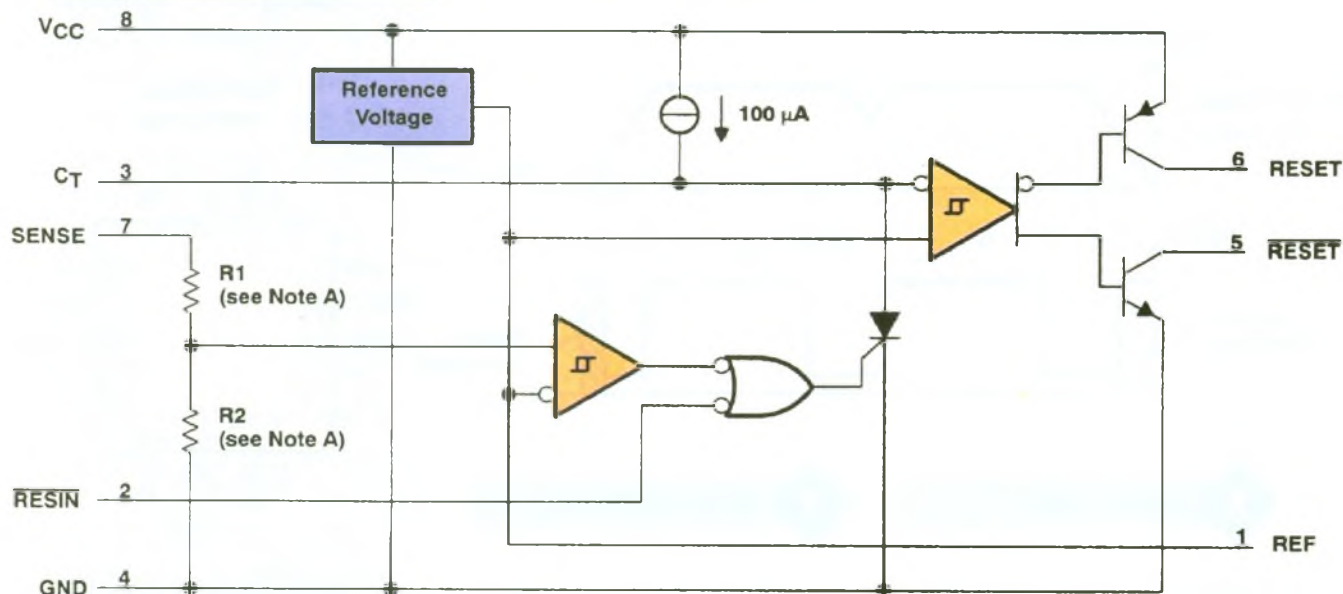 VCC 8
Reference
Voltage
100 μA
CT 3
6 RESET
SENSE 7
5 RESET
R1
(see Note A)
R2
(see Note A)
RESIN 2
1 REF
GND 4